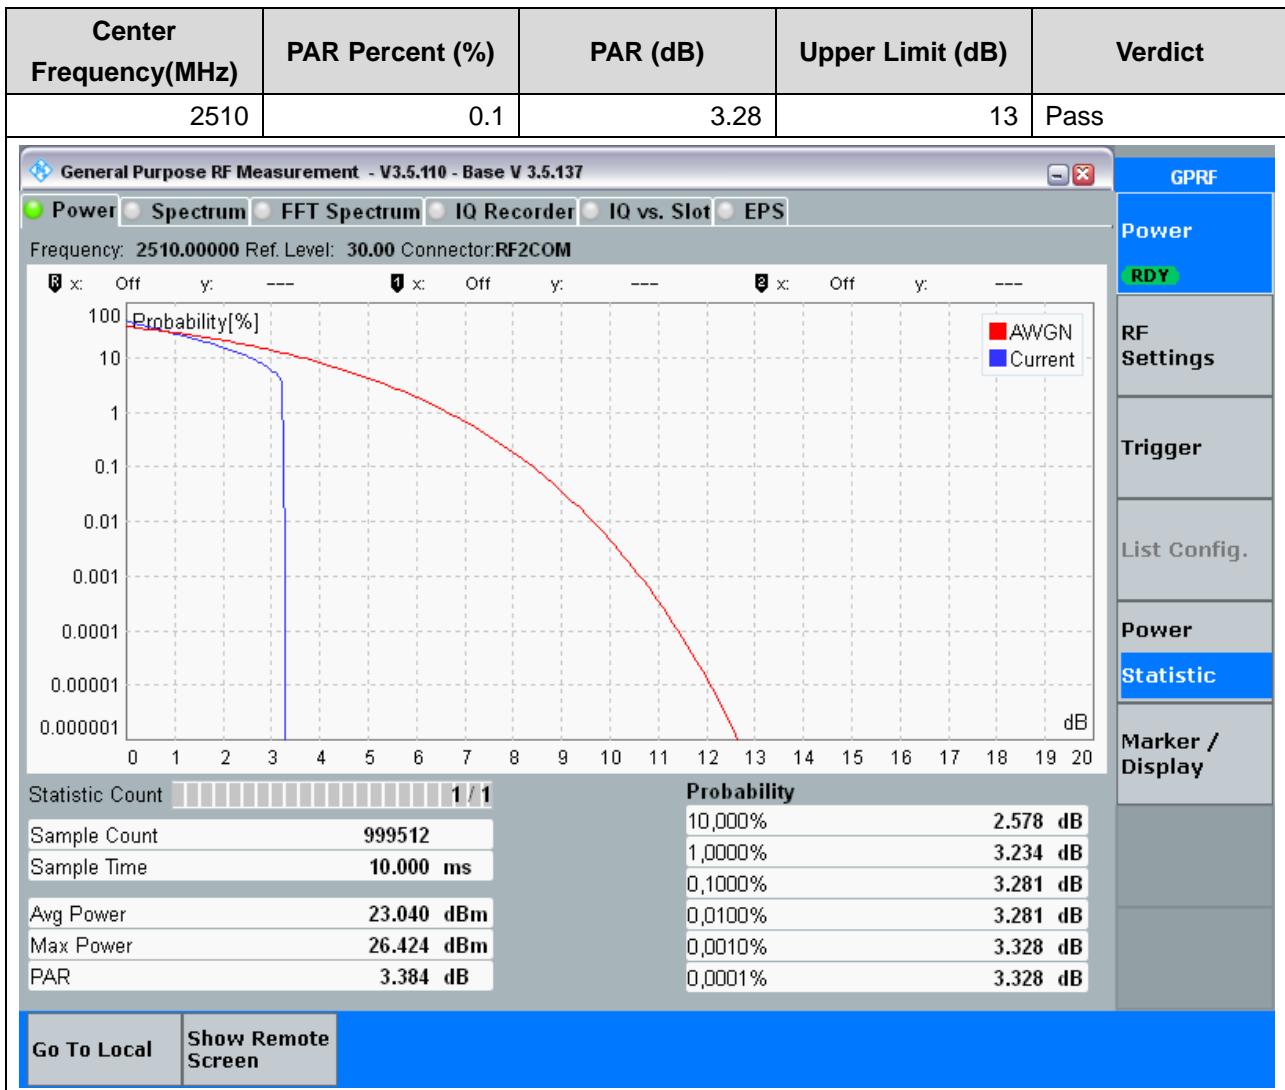 Center Frequency(MHz) PAR Percent (%) PAR (dB) Upper Limit (dB) Verdict
2510 0.1 3.28 13 Pass
General Purpose RF Measurement - V3.5.110 - Base V 3.5.137
GPRF
Power Spectrum FFT Spectrum IQ Recorder IQ vs. Slot EPS
Frequency: 2510.00000 Ref. Level: 30.00 Connector:RF2COM
R x: Off y: --- 1 x: Off y: --- 2 x: Off y: ---
Probability[%]
AWGN
Current
100
10
1
0.1
0.01
0.001
0.0001
0.00001
0.000001
dB
0 1 2 3 4 5 6 7 8 9 10 11 12 13 14 15 16 17 18 19 20
Statistic Count 1 / 1
Sample Count 999512
Sample Time 10.000 ms
Avg Power 23.040 dBm
Max Power 26.424 dBm
PAR 3.384 dB
Probability
10,000% 2.578 dB
1,0000% 3.234 dB
0,1000% 3.281 dB
0,0100% 3.281 dB
0,0010% 3.328 dB
0,0001% 3.328 dB
Power
RDY
RF
Settings
Trigger
List Config.
Power
Statistic
Marker /
Display
Go To Local
Show Remote
Screen